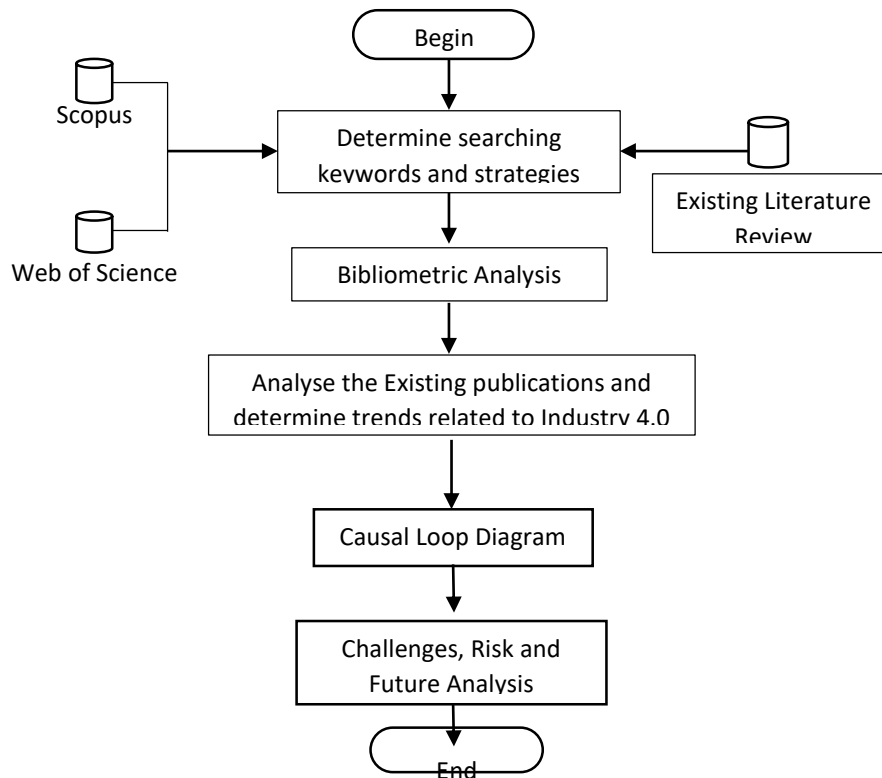 Begin
Scopus
Determine searching
keywords and strategies
Existing Literature
Review
Web of Science
Bibliometric Analysis
Analyse the Existing publications and
determine trends related to Industry 4.0
Causal Loop Diagram
Challenges, Risk and
Future Analysis
End